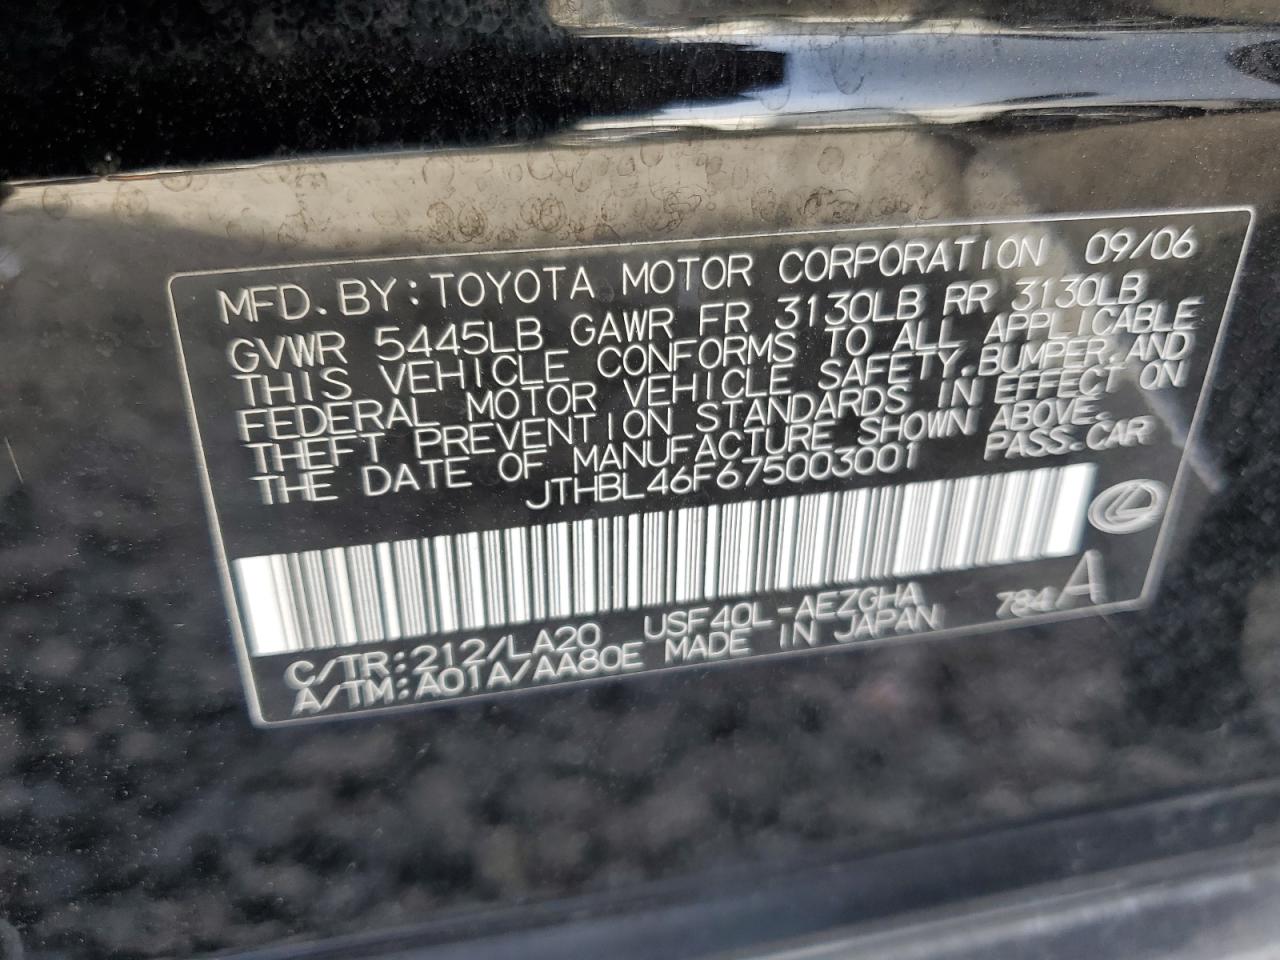 MFD. BY: TOYOTA MOTOR CORPORATION 09/06
GVWR 5445LB GAWR FR 3130LB RR 3130LB
THIS VEHICLE CONFORMS TO ALL APPLICABLE
FEDERAL MOTOR VEHICLE SAFETY, BUMPER, AND
THEFT PREVENTION STANDARDS IN EFFECT ON
THE DATE OF MANUFACTURE SHOWN ABOVE.
JTHBL46F675003001 PASS. CAR
C/TR: 212/LA20 USF40L-AEZGHA 784A
A/TM: A01A/AA80E MADE IN JAPAN